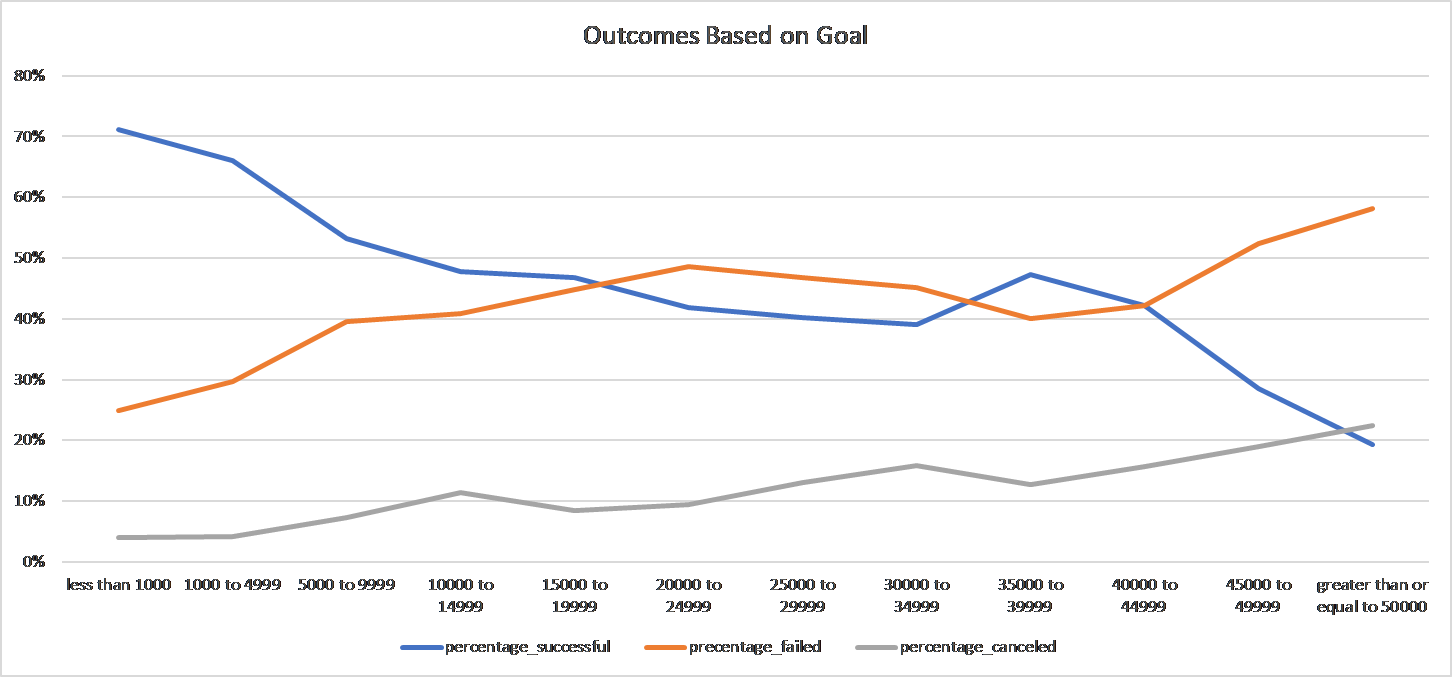 Outcomes Based on Goal
80%
70%
60%
50%
40%
30%
20%
10%
0%
less than 1000 1000 to 4999 5000 to 9999 10000 to 15000 to 20000 to 25000 to 30000 to 35000 to 40000 to 45000 to greater than or
14999 19999 24999 29999 34999 39999 44999 49999 equal to 50000
percentage_successful precentage_failed percentage_canceled